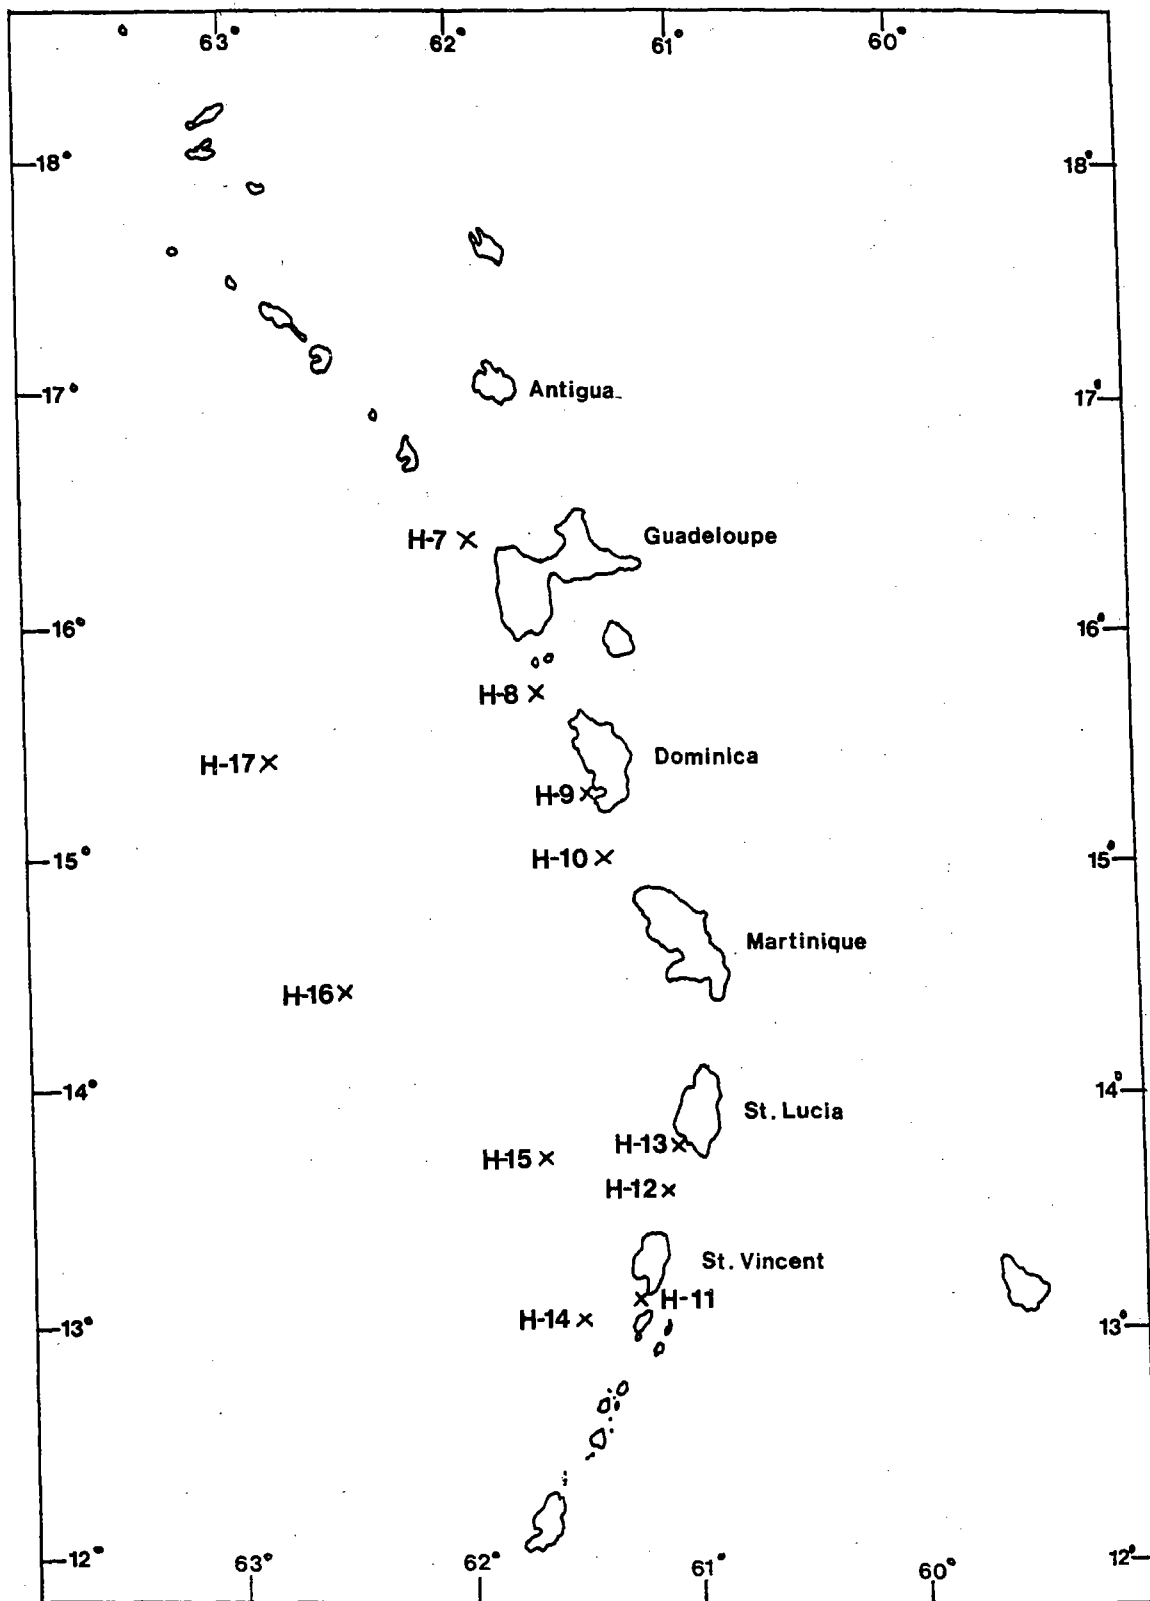 63° 62° 61° 60°
18° 18°
17° Antigua 17°
H-7 × Guadeloupe
16° 16°
H-8 ×
H-17 × Dominica
H-9 ×
15° H-10 × 15°
Martinique
H-16 ×
14° 14°
St. Lucia
H-15 × H-13 ×
H-12 ×
St. Vincent
H-14 × × H-11
13° 13°
12° 12°
63° 62° 61° 60°